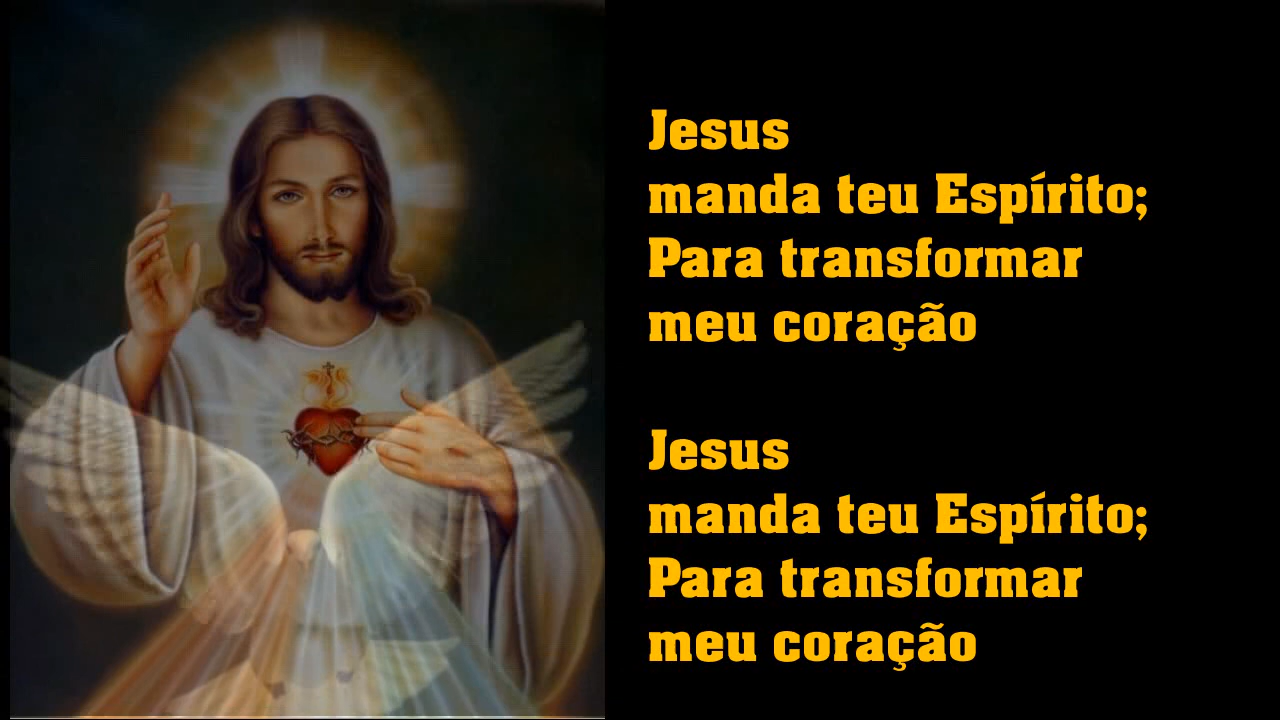 Jesus
manda teu Espírito;
Para transformar
meu coração
Jesus
manda teu Espírito;
Para transformar
meu coração